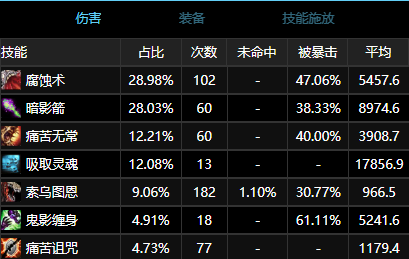 伤害 装备 技能施放
技能 占比 次数 未命中 被暴击 平均
腐蚀术 28.98% 102 - 47.06% 5457.6
暗影箭 28.03% 60 - 38.33% 8974.6
痛苦无常 12.21% 60 - 40.00% 3908.7
吸取灵魂 12.08% 13 - - 17856.9
索乌图恩 9.06% 182 1.10% 30.77% 966.5
鬼影缠身 4.91% 18 - 61.11% 5241.6
痛苦诅咒 4.73% 77 - - 1179.4